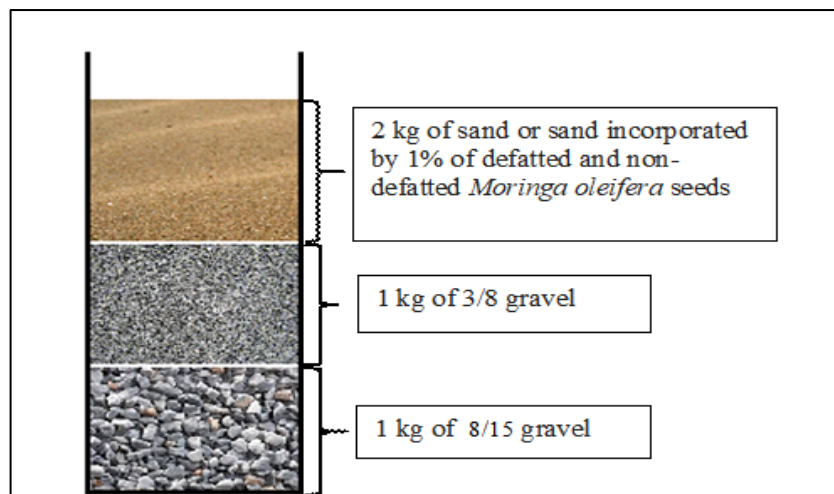 2 kg of sand or sand incorporated
by 1% of defatted and non-
defatted Moringa oleifera seeds
1 kg of 3/8 gravel
1 kg of 8/15 gravel